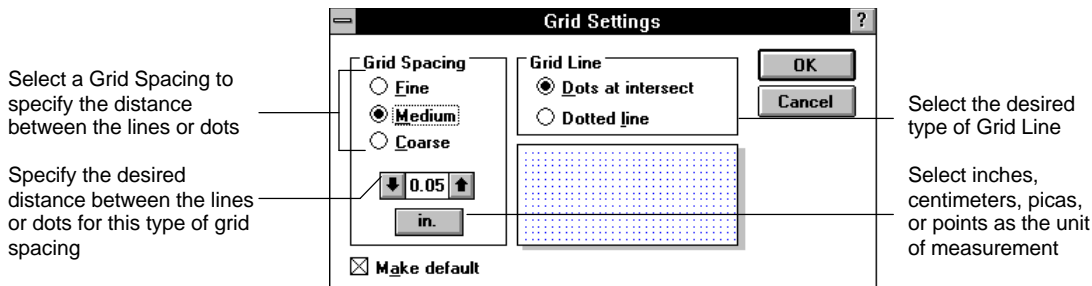 Grid Settings
?
Select a Grid Spacing to
specify the distance
between the lines or dots
Specify the desired
distance between the lines
or dots for this type of grid
spacing
Grid Spacing
Fine
Medium
Coarse
0.05
in.
Make default
Grid Line
Dots at intersect
Dotted line
OK
Cancel
Select the desired
type of Grid Line
Select inches,
centimeters, picas,
or points as the unit
of measurement